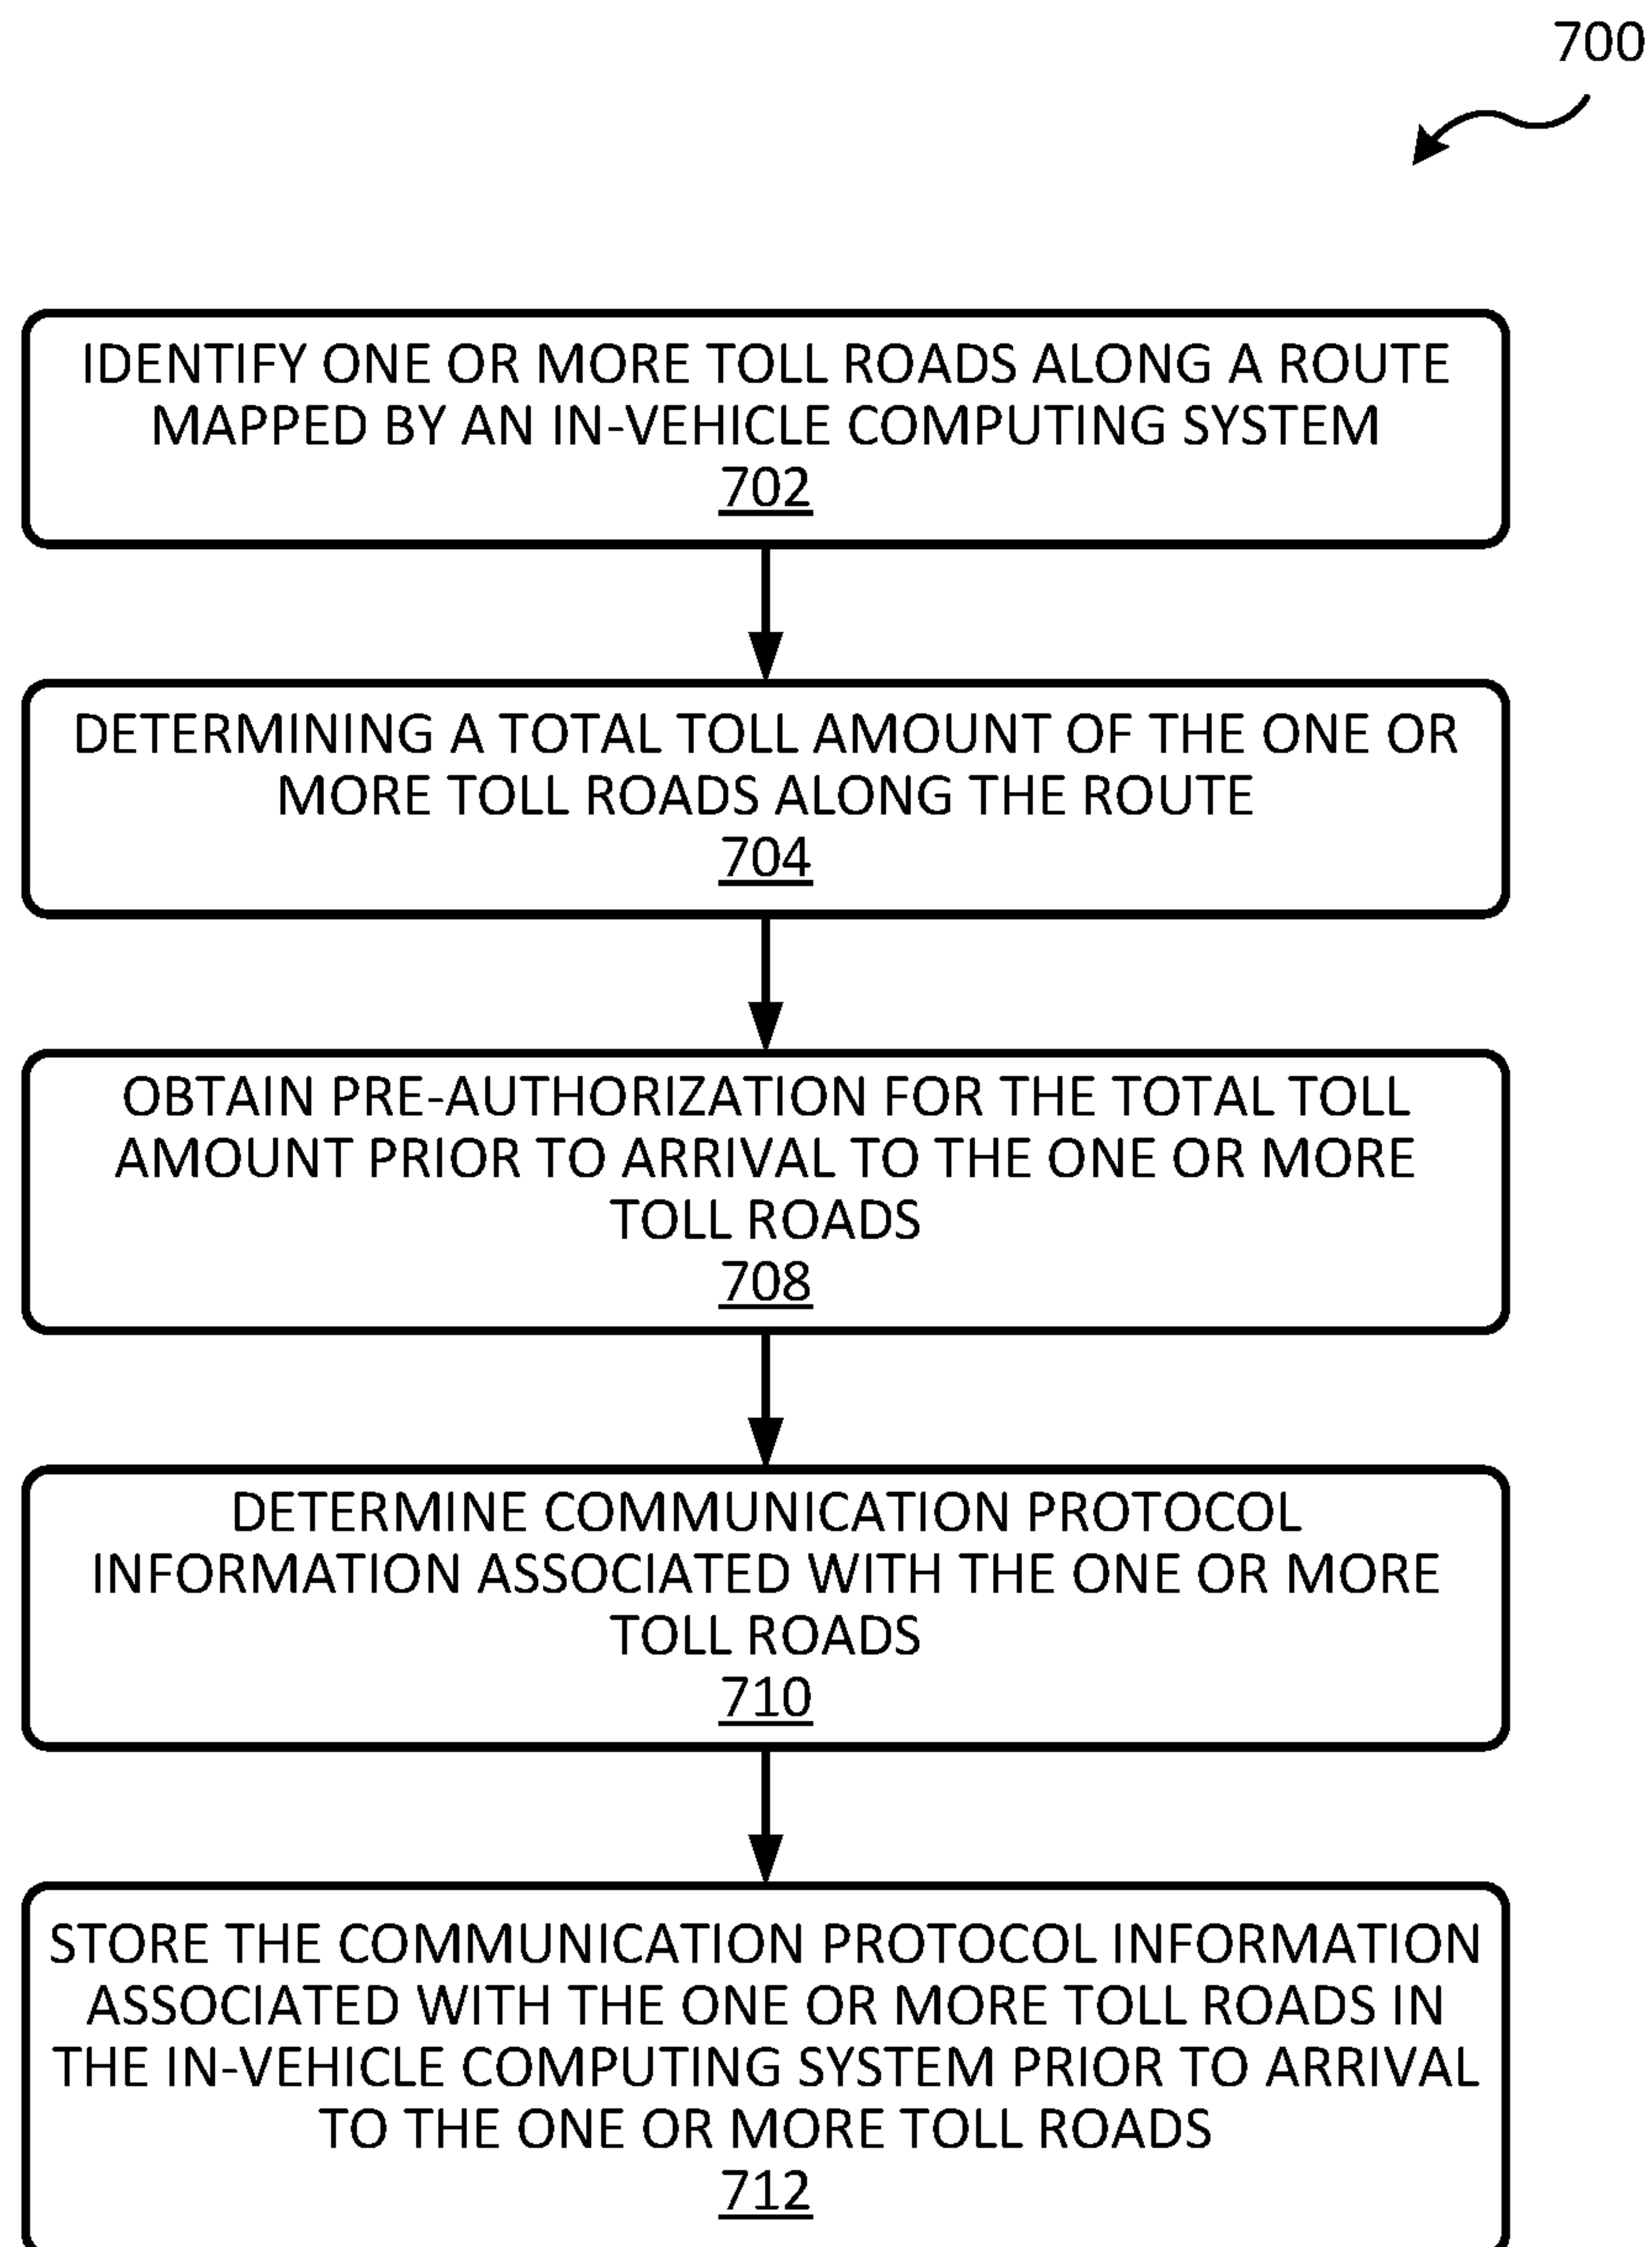 700
IDENTIFY ONE OR MORE TOLL ROADS ALONG A ROUTE
MAPPED BY AN IN-VEHICLE COMPUTING SYSTEM
702
DETERMINING A TOTAL TOLL AMOUNT OF THE ONE OR
MORE TOLL ROADS ALONG THE ROUTE
704
OBTAIN PRE-AUTHORIZATION FOR THE TOTAL TOLL
AMOUNT PRIOR TO ARRIVAL TO THE ONE OR MORE
TOLL ROADS
708
DETERMINE COMMUNICATION PROTOCOL
INFORMATION ASSOCIATED WITH THE ONE OR MORE
TOLL ROADS
710
STORE THE COMMUNICATION PROTOCOL INFORMATION
ASSOCIATED WITH THE ONE OR MORE TOLL ROADS IN
THE IN-VEHICLE COMPUTING SYSTEM PRIOR TO ARRIVAL
TO THE ONE OR MORE TOLL ROADS
712